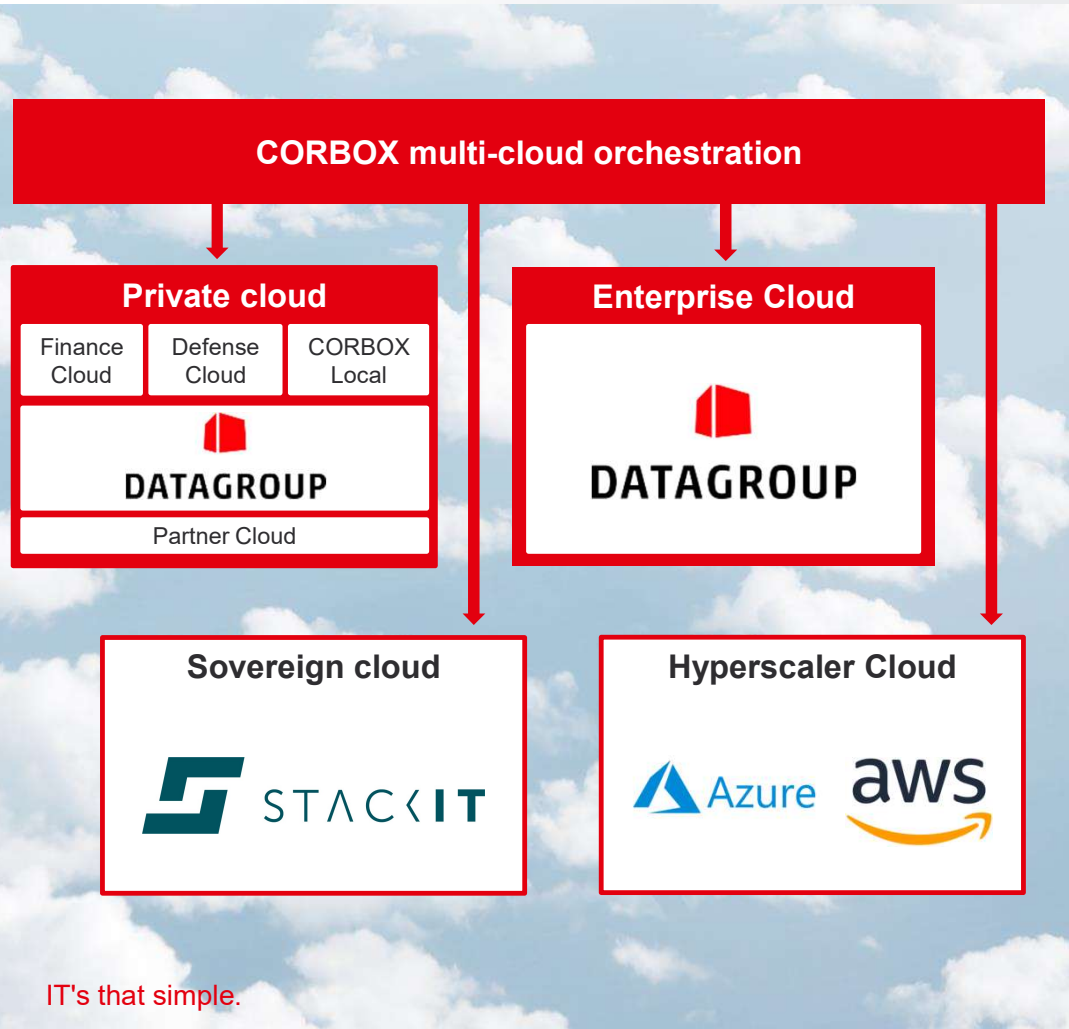 CORBOX multi-cloud orchestration
Private cloud
Finance
Cloud
Defense
Cloud
CORBOX
Local
DATAGROUP
Partner Cloud
Enterprise Cloud
DATAGROUP
Sovereign cloud
STACKIT
Hyperscaler Cloud
Azure
aws
IT's that simple.